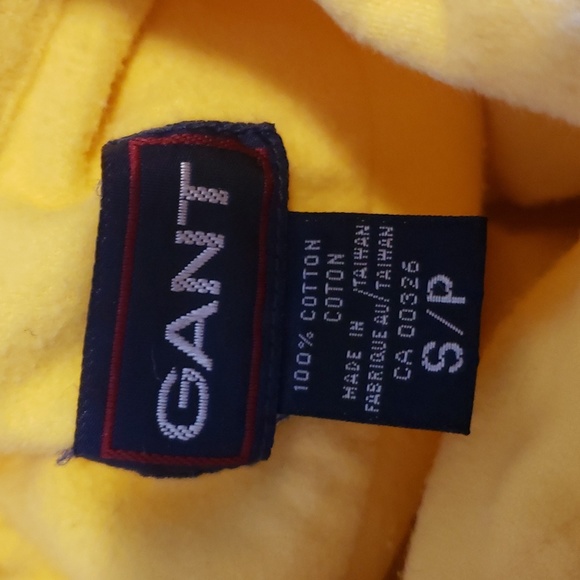 GANT
100% COTTON
COTON
MADE IN /TAIWAN
FABRIQUE AU/TAIWAN
CA 00326
S/P